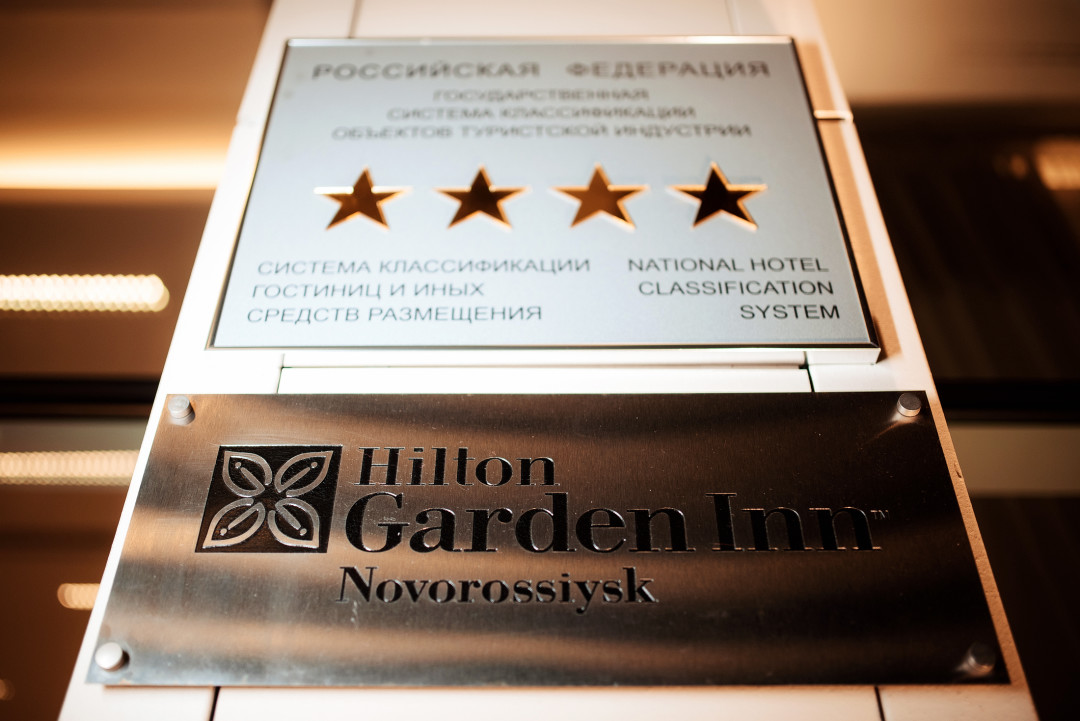 РОССИЙСКАЯ ФЕДЕРАЦИЯ
ГОСУДАРСТВЕННАЯ
СИСТЕМА КЛАССИФИКАЦИИ
ОБЪЕКТОВ ТУРИСТСКОЙ ИНДУСТРИИ
СИСТЕМА КЛАССИФИКАЦИИ
ГОСТИНИЦ И ИНЫХ
СРЕДСТВ РАЗМЕЩЕНИЯ
NATIONAL HOTEL
CLASSIFICATION
SYSTEM
Hilton
Garden Inn™
Novorossiysk